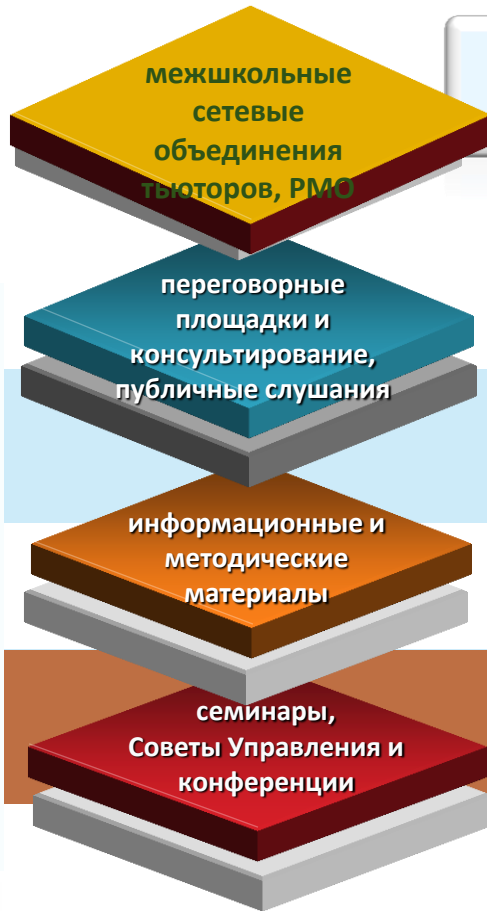 межшкольные
сетевые
объединения
тьюторов, РМО
переговорные
площадки и
консультирование,
публичные слушания
информационные и
методические
материалы
семинары,
Советы Управления и
конференции